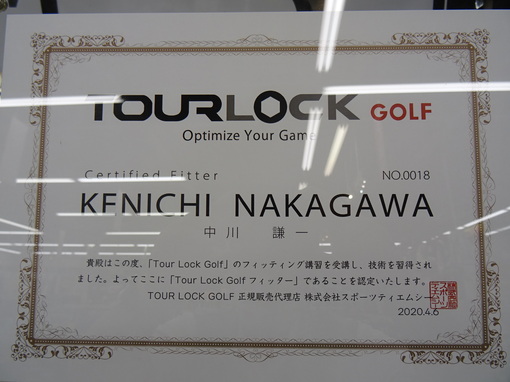 TOURLOCK GOLF
Optimize Your Game
Certified Fitter NO.0018
KENICHI NAKAGAWA
中川 謙一
貴殿はこの度、「Tour Lock Golf」のフィッティング講習を受講し、技術を習得され
ました。よってここに「Tour Lock Golf フィッター」であることを認定いたします。
TOUR LOCK GOLF 正規販売代理店 株式会社スポーツティエムシー
2020.4.6